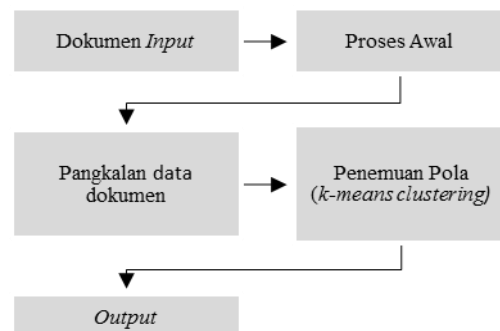 Dokumen Input
Proses Awal
Pangkalan data
dokumen
Penemuan Pola
(k-means clustering)
Output